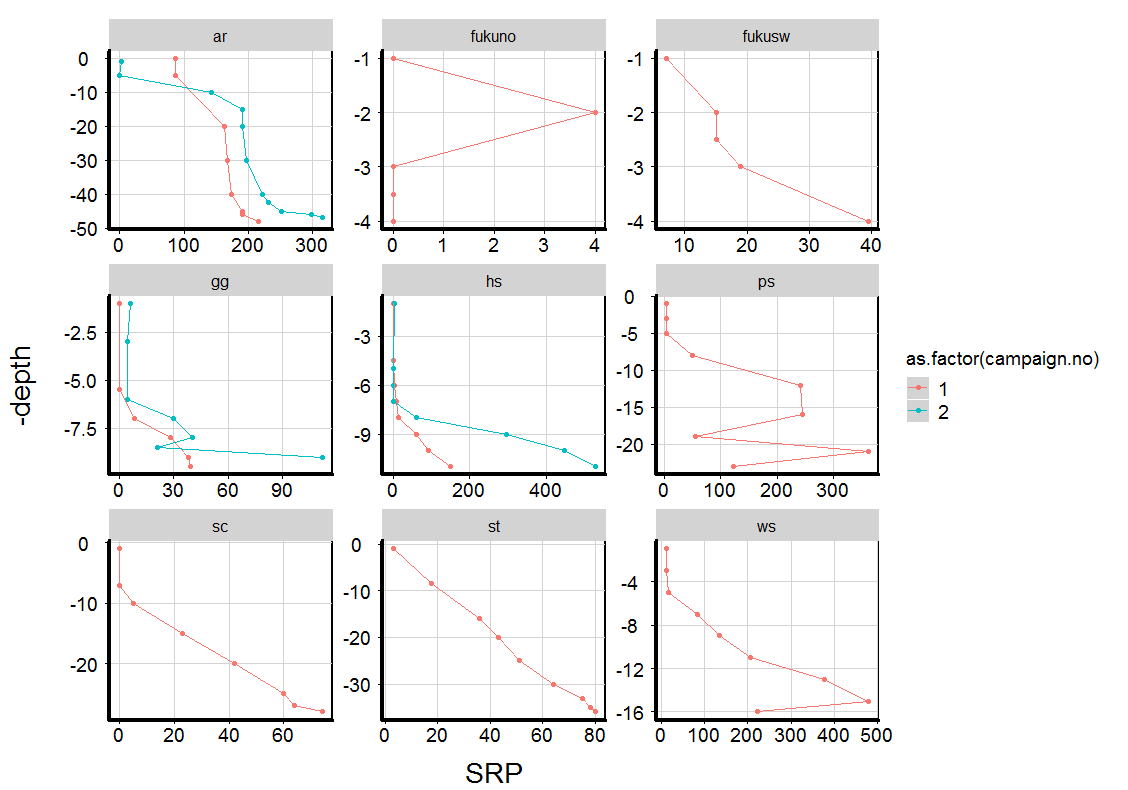 ar fukuno fukusw
0 -10 -20 -30 -40 -50
-1 -2 -3 -4
-1 -2 -3 -4
0 100 200 300
0 1 2 3 4
10 20 30 40
gg hs ps
-2.5 -5.0 -7.5
-3 -6 -9
0 -5 -10 -15 -20
0 30 60 90
0 200 400
0 100 200 300
sc st ws
0 -10 -20
0 -10 -20 -30
-4 -8 -12 -16
0 20 40 60
0 20 40 60 80
0 100 200 300 400 500
-depth
SRP
as.factor(campaign.no)
1
2